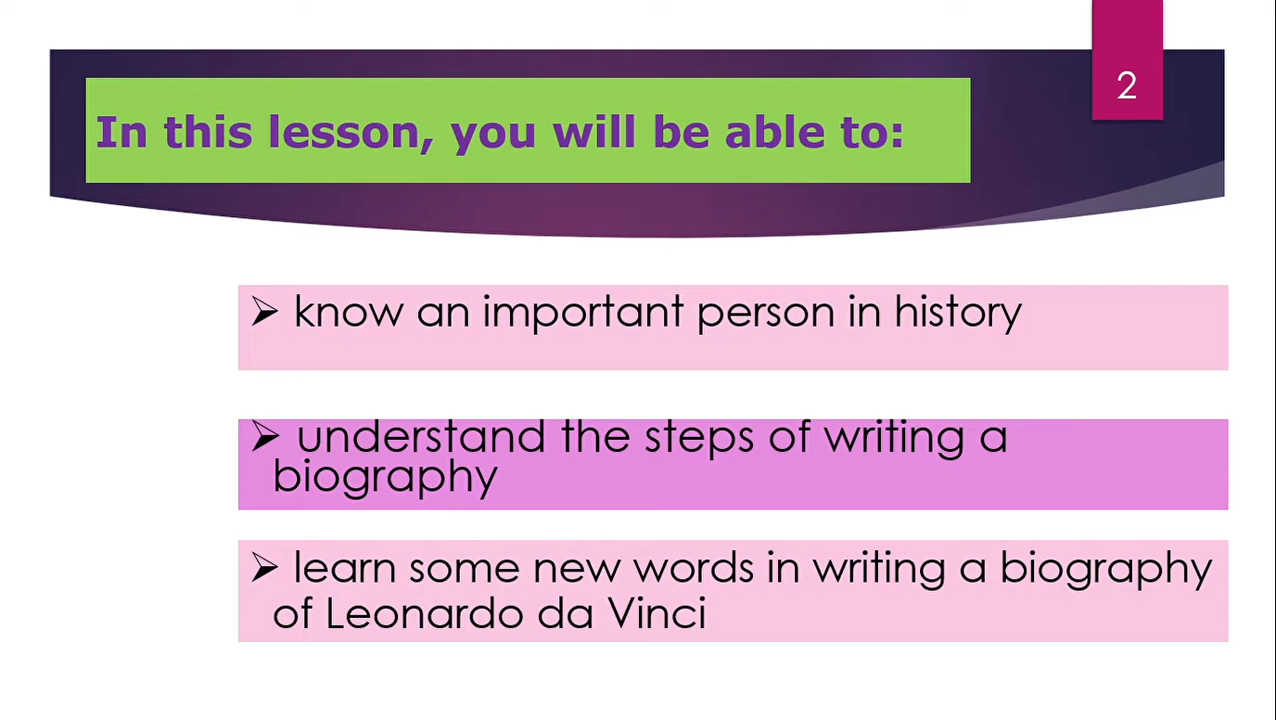 2
In this lesson, you will be able to:
➢ know an important person in history
➢ understand the steps of writing a
biography
➢ learn some new words in writing a biography
of Leonardo da Vinci